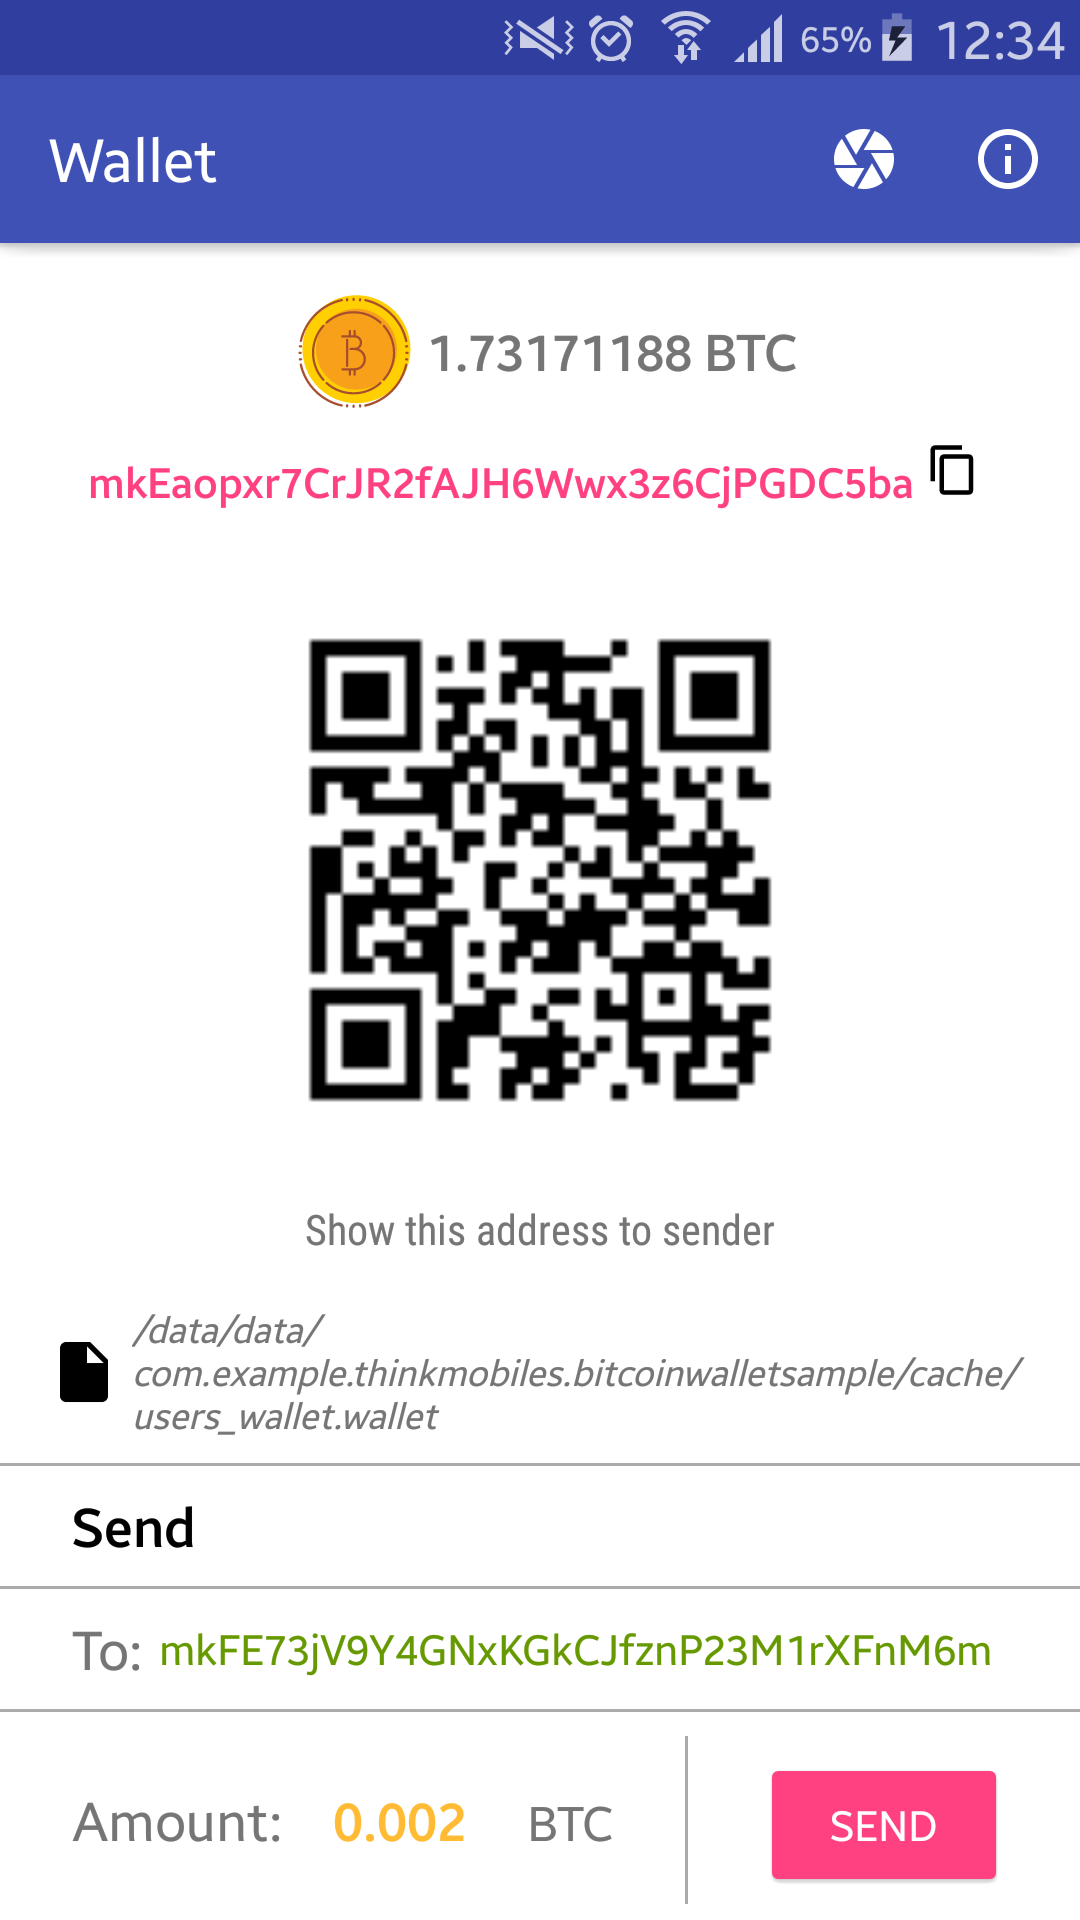 65% 12:34
Wallet
1.73171188 BTC
mkEaopxr7CrJR2fAJH6Wwx3z6CjPGDC5ba
Show this address to sender
/data/data/
com.example.thinkmobiles.bitcoinwalletsample/cache/
users_wallet.wallet
Send
To: mkFE73jV9Y4GNxKGkCJfznP23M1rXFnM6m
Amount: 0.002 BTC
SEND